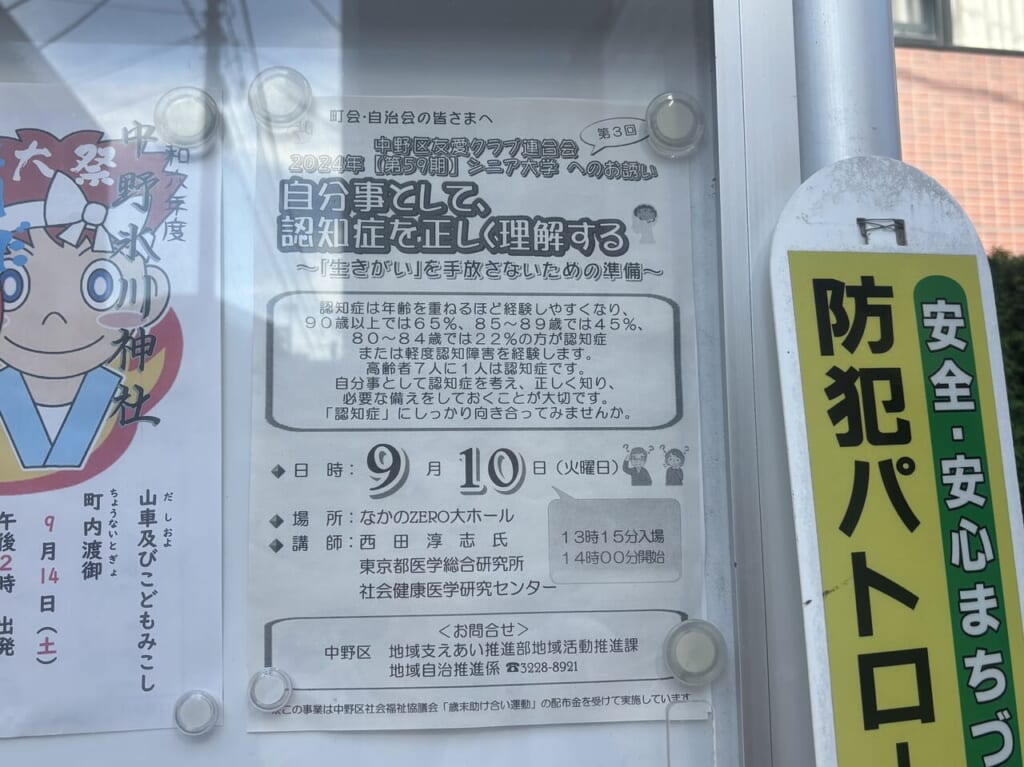 町会・自治会の皆さまへ
第3回
中野区友愛クラブ連合会
2024年【第59期】シニア大学 へのお誘い
自分事として、
認知症を正しく理解する
～「生きがい」を手放さないための準備～
認知症は年齢を重ねるほど経験しやすくなり、
90歳以上では65%、85～89歳では45%、
80～84歳では22%の方が認知症
または軽度認知障害を経験します。
高齢者7人に1人は認知症です。
自分事として認知症を考え、正しく知り、
必要な備えをしておくことが大切です。
「認知症」にしっかり向き合ってみませんか。
◆日 時：9月10日（火曜日）
13時15分入場
14時00分開始
◆場 所：なかのZERO大ホール
◆講 師：西 田 淳 志 氏
東京都医学総合研究所
社会健康医学研究センター
＜お問合せ＞
中野区 地域支えあい推進部地域活動推進課
地域自治推進係 ☎3228-8921
この事業は中野区社会福祉協議会「歳末助け合い運動」の配布金を受けて実施しています
和六年度
中野氷川神社
大祭
山車及びこどもみこし
だしおよ
町内渡御
ちょうないとぎょ
9月14日（土）
午後2時 出発
安全・安心まちづ
防犯パトロー